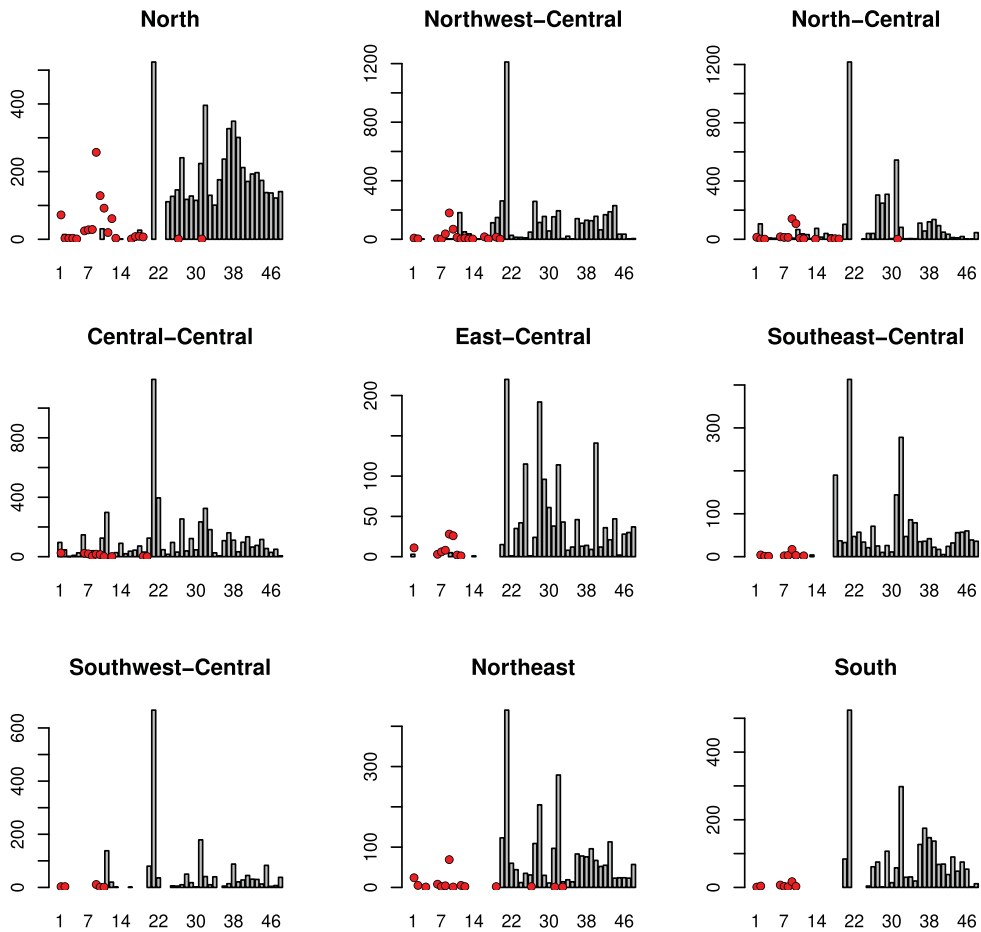 North
Northwest−Central
North−Central
0
200
400
0
400
800
1200
0
400
800
1200
1 7 14 22 30 38 46
1 7 14 22 30 38 46
1 7 14 22 30 38 46
Central−Central
East−Central
Southeast−Central
0
400
800
0
50
100
200
0
100
300
1 7 14 22 30 38 46
1 7 14 22 30 38 46
1 7 14 22 30 38 46
Southwest−Central
Northeast
South
0
200
400
600
0
100
300
0
200
400
1 7 14 22 30 38 46
1 7 14 22 30 38 46
1 7 14 22 30 38 46